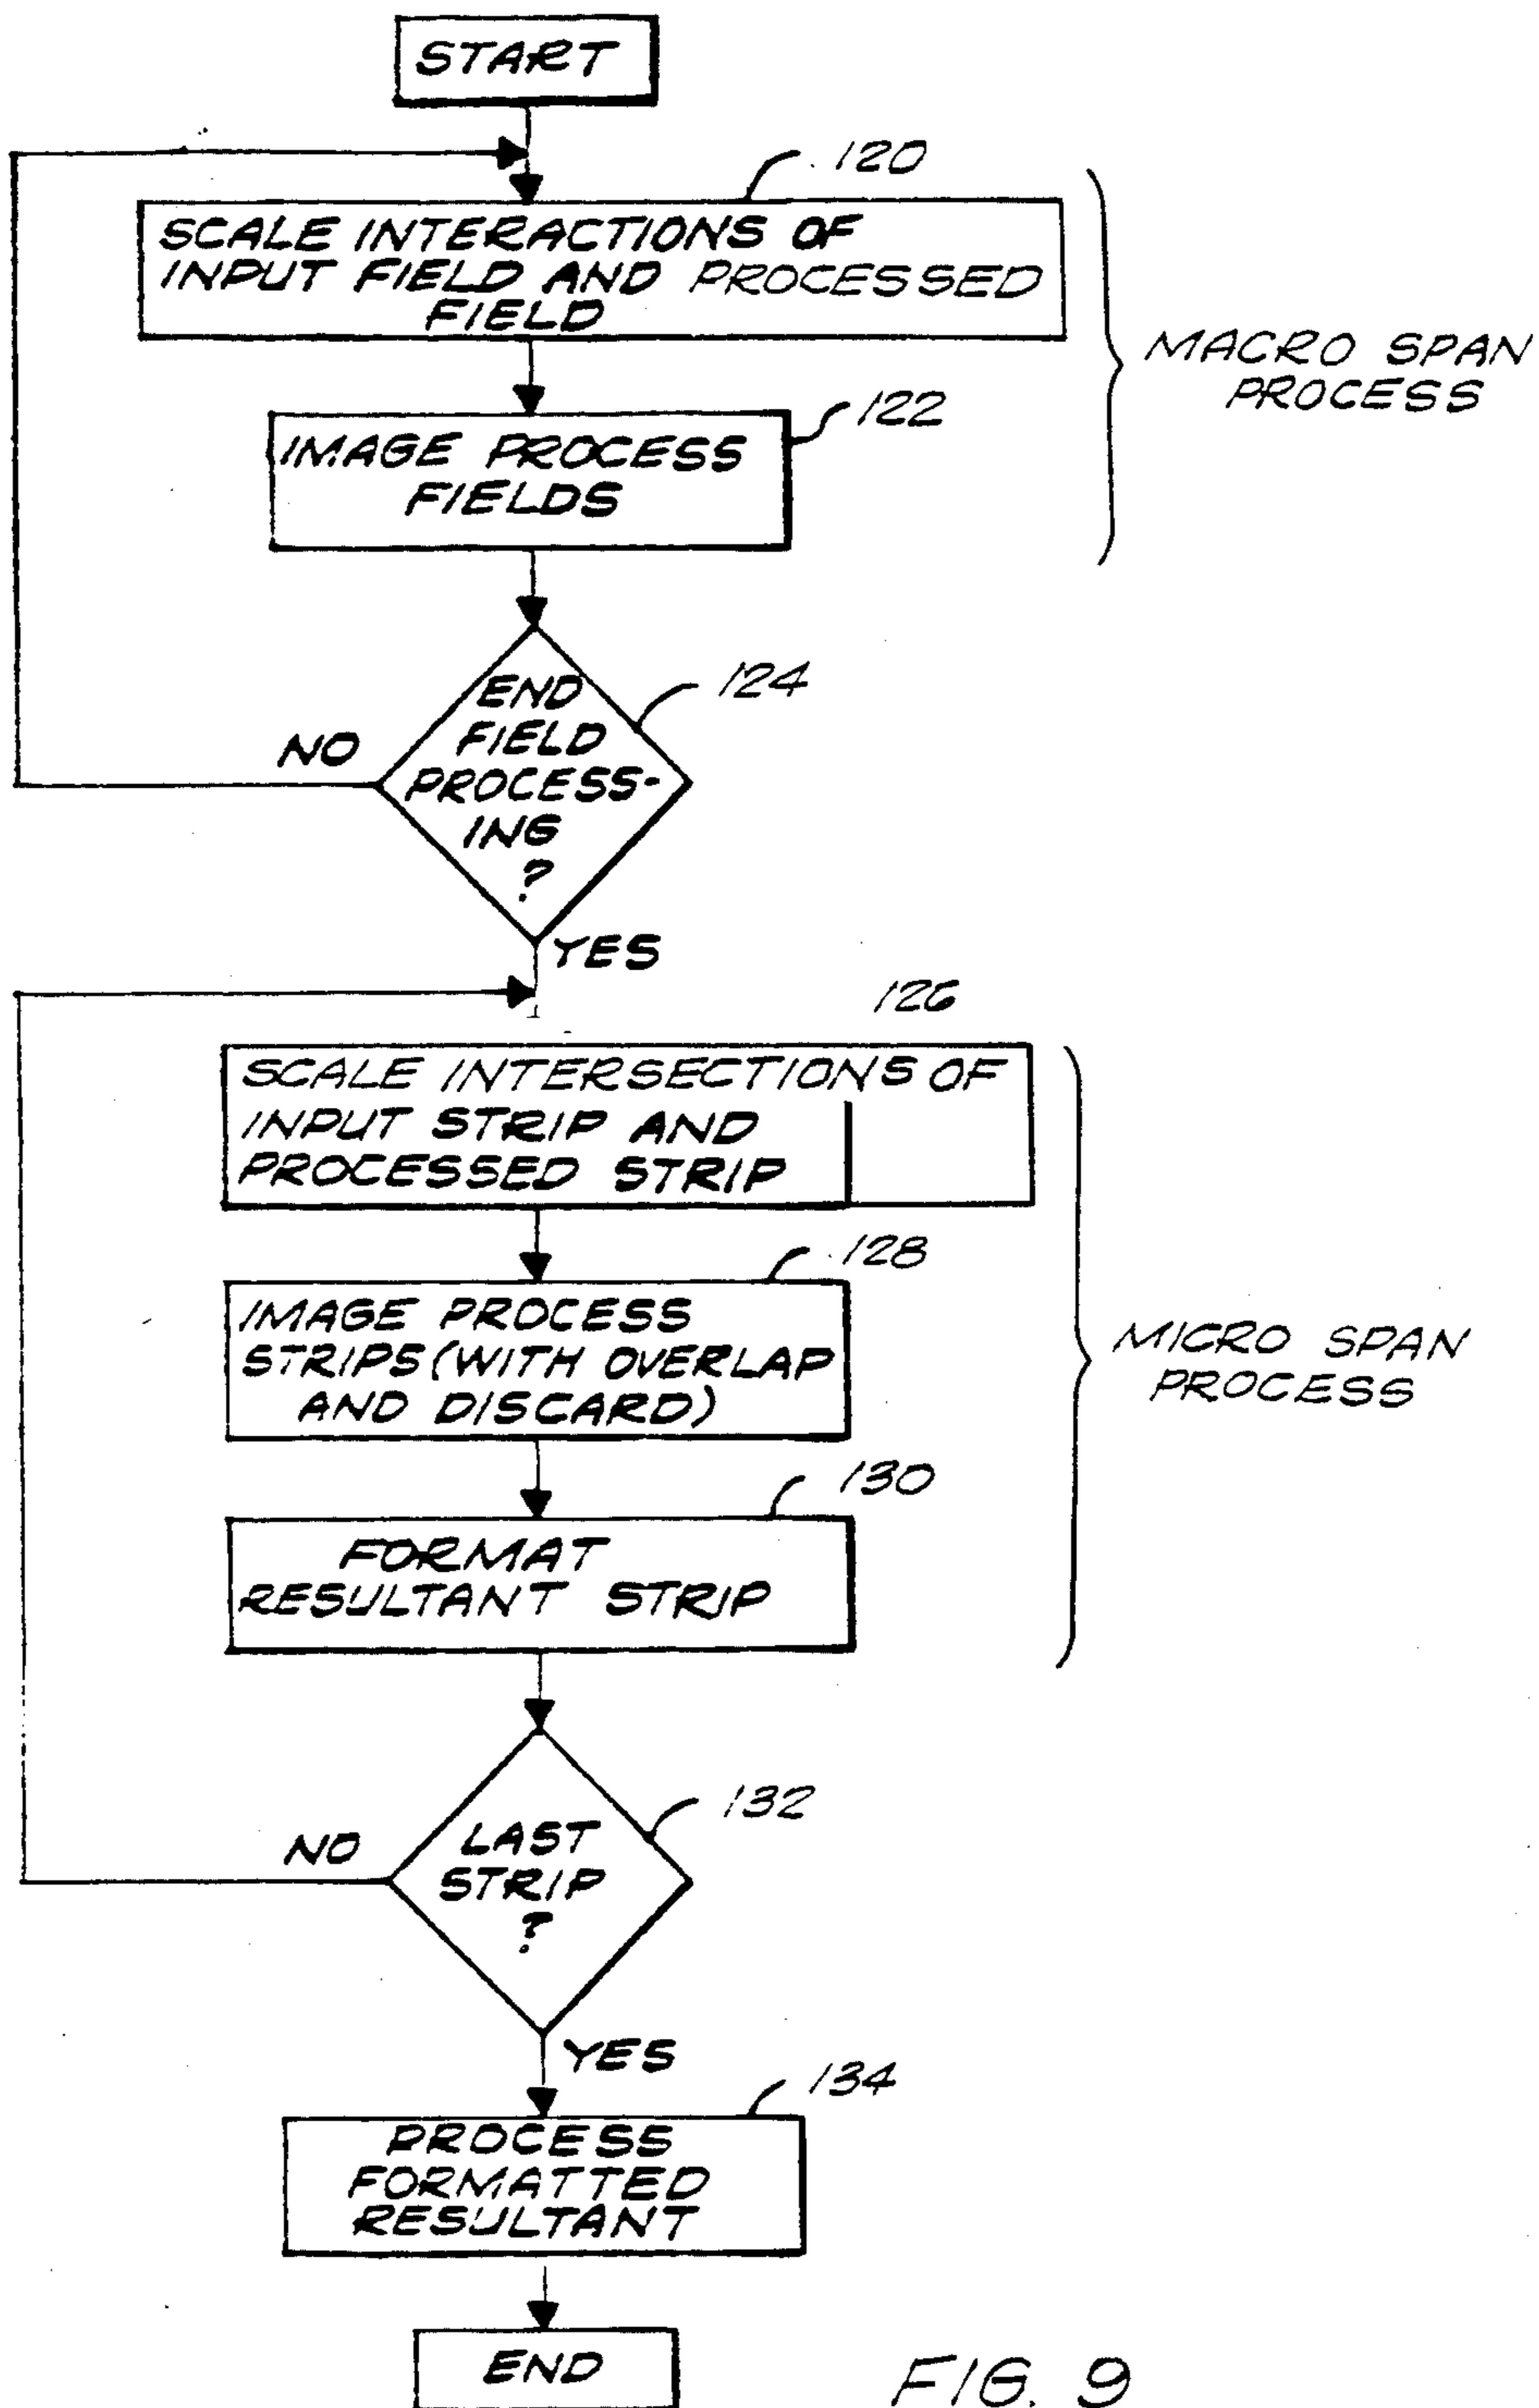 START
120
SCALE INTERACTIONS OF
INPUT FIELD AND PROCESSED
FIELD
MACRO SPAN
PROCESS
122
IMAGE PROCESS
FIELDS
124
END
FIELD
PROCESS-
ING
?
NO
YES
126
SCALE INTERSECTIONS OF
INPUT STRIP AND
PROCESSED STRIP
128
IMAGE PROCESS
STRIPS (WITH OVERLAP
AND DISCARD)
MICRO SPAN
PROCESS
130
FORMAT
RESULTANT STRIP
132
LAST
STRIP
?
NO
YES
134
PROCESS
FORMATTED
RESULTANT
END
FIG. 9